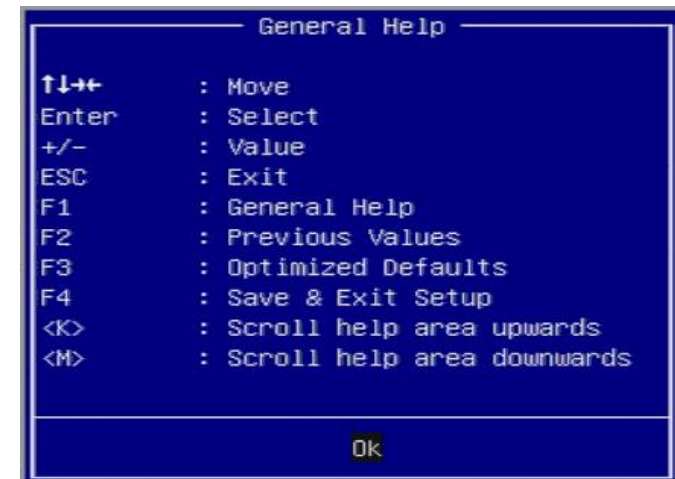 General Help
↑↓→← : Move
Enter : Select
+/- : Value
ESC : Exit
F1 : General Help
F2 : Previous Values
F3 : Optimized Defaults
F4 : Save & Exit Setup
<K> : Scroll help area upwards
<M> : Scroll help area downwards
Ok